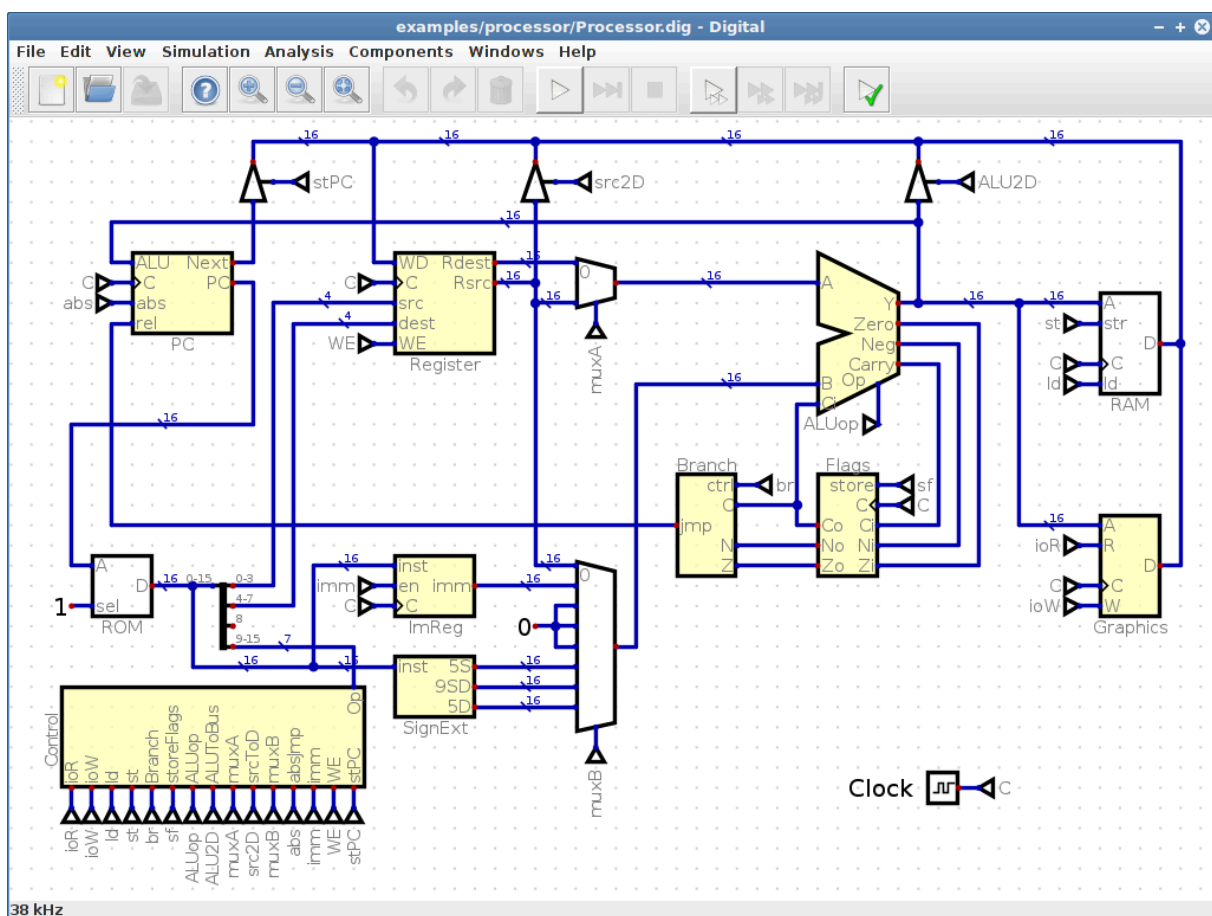 examples/processor/Processor.dig - Digital
File Edit View Simulation Analysis Components Windows Help
16 16 16 16
stPC src2D ALU2D
16
ALU Next
C C PC
abs abs
rel
PC
WD Rdest 16
C C Rsrc 16
4 src
4 dest
WE WE
Register
0
16
muxA
16
A
Y 16 16
Zero
Neg
Carry
16 B Op
Ci
ALUop
A
st str
D
C C
ld ld
RAM
16
Branch
ctrl br
C
jmp
N
Z
Flags
store sf
C C
Co Ci
No Ni
Zo Zi
16 A
ioR R
D
C C
ioW W
Graphics
A
D 16
1 sel
ROM
0-15 0-3
4-7
8
9-15 7
16 16
16 inst
imm en imm 16
C C
ImReg
inst 5S 16
9SD 16
5D 16
SignExt
16
0
0
16
muxB
Control
Op
ioR ioW ld st Branch storeFlags ALUop ALUToBus muxA srcToD muxB absJmp imm WE stPC
ioR ioW ld st br sf ALUop ALU2D muxA src2D muxB abs imm WE stPC
Clock C
38 kHz